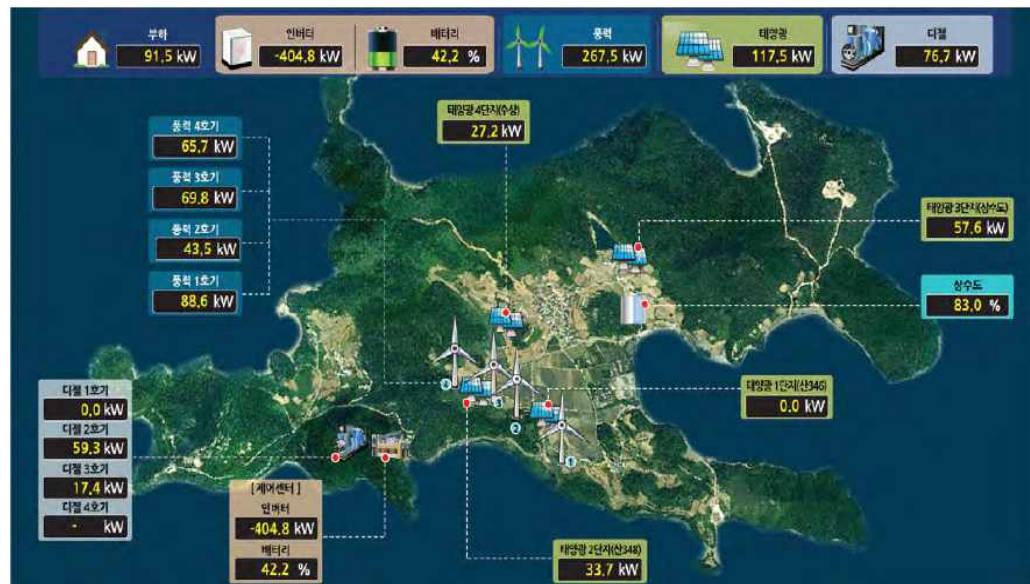 부하
91.5 kW
인버터
-404.8 kW
배터리
42.2 %
풍력
267.5 kW
태양광
117.5 kW
디젤
76.7 kW
태양광 4단지(수상)
27.2 kW
풍력 4호기
65.7 kW
풍력 3호기
69.8 kW
풍력 2호기
43.5 kW
풍력 1호기
88.6 kW
태양광 3단지(상수도)
57.6 kW
상수도
83.0 %
태양광 1단지(산346)
0.0 kW
4
3
2
1
디젤 1호기
0.0 kW
디젤 2호기
59.3 kW
디젤 3호기
17.4 kW
디젤 4호기
- kW
[ 제어센터 ]
인버터
-404.8 kW
배터리
42.2 %
태양광 2단지(산348)
33.7 kW